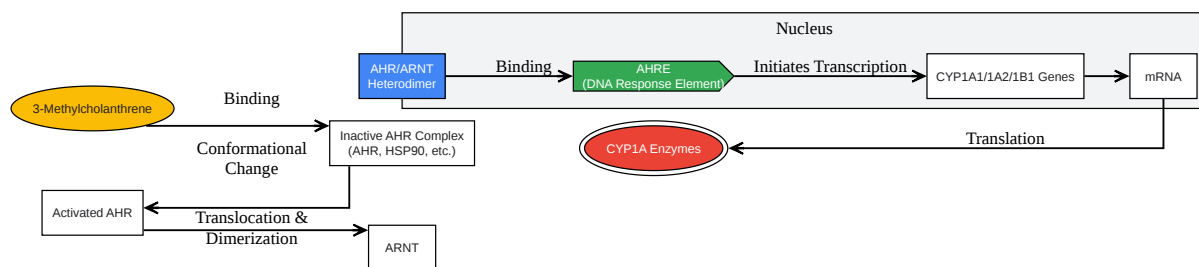 Nucleus
AHR/ARNT
Heterodimer
Binding
AHRE
(DNA Response Element)
Initiates Transcription
CYP1A1/1A2/1B1 Genes
mRNA
3-Methylcholanthrene
Binding
Inactive AHR Complex
(AHR, HSP90, etc.)
Conformational
Change
CYP1A Enzymes
Translation
Activated AHR
Translocation &
Dimerization
ARNT